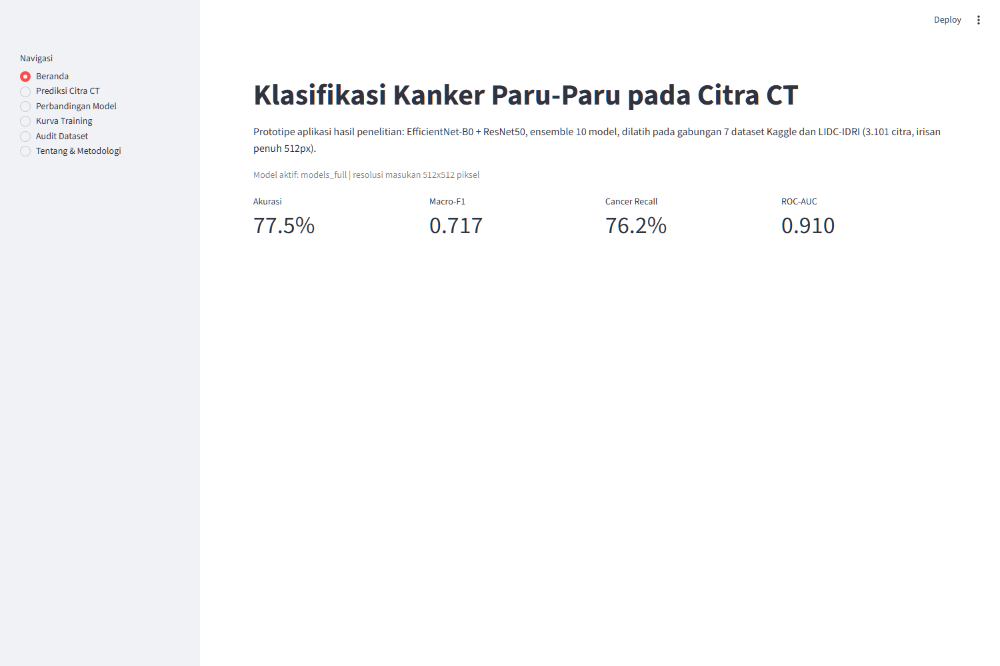 Deploy
Navigasi
Beranda
Prediksi Citra CT
Perbandingan Model
Kurva Training
Audit Dataset
Tentang & Metodologi
Klasifikasi Kanker Paru-Paru pada Citra CT
Prototipe aplikasi hasil penelitian: EfficientNet-B0 + ResNet50, ensemble 10 model, dilatih pada gabungan 7 dataset Kaggle dan LIDC-IDRI (3.101 citra, irisan
penuh 512px).
Model aktif: models_full | resolusi masukan 512x512 piksel
Akurasi
77.5%
Macro-F1
0.717
Cancer Recall
76.2%
ROC-AUC
0.910